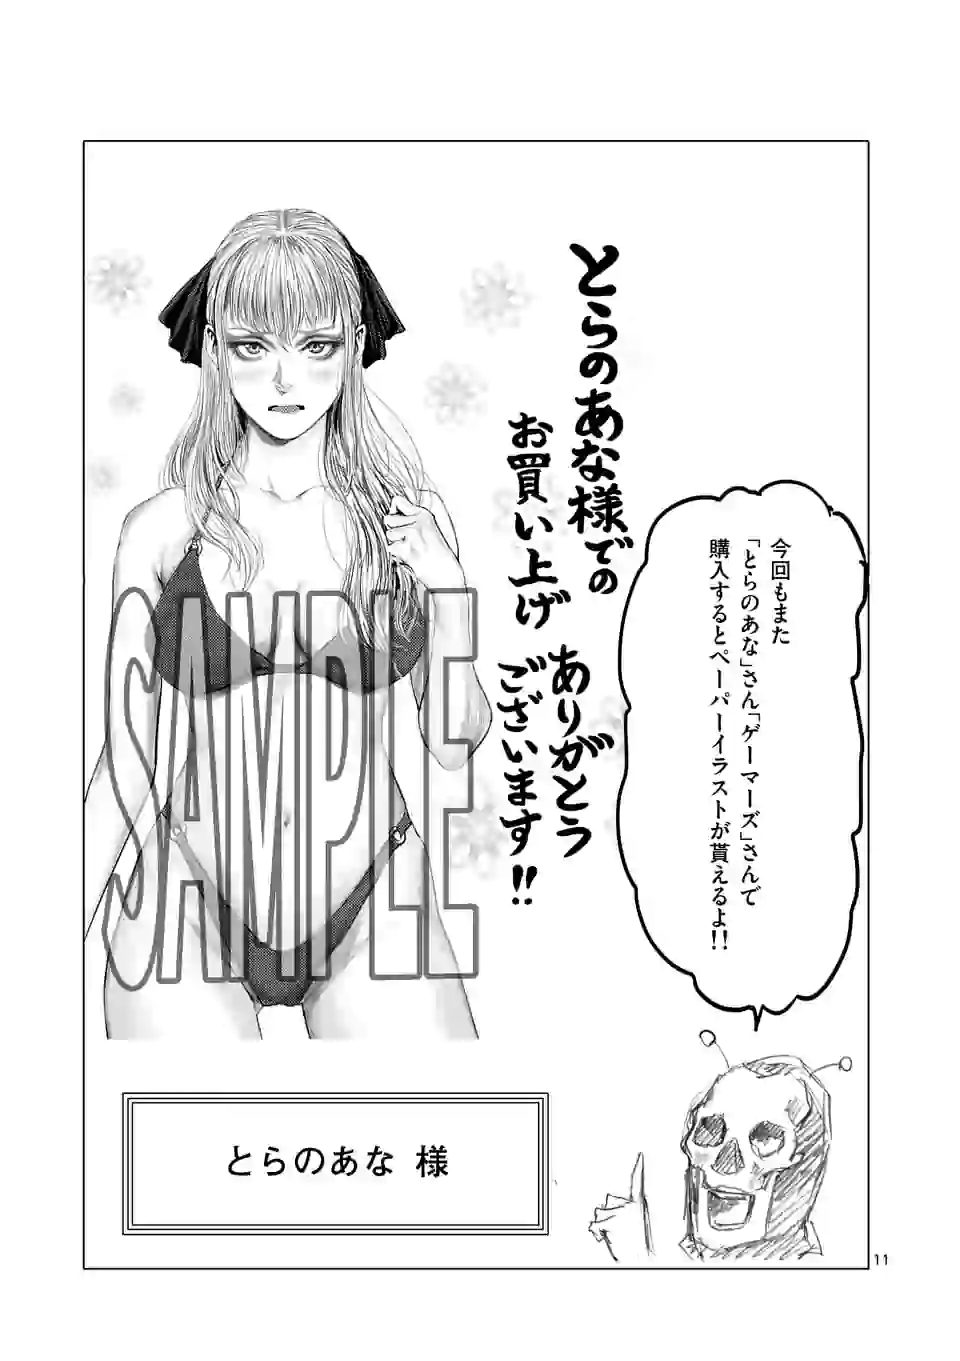 とらのあな様での
お買い上げ
ありがとう
ございます!!
今回もまた
「とらのあな」さん「ゲーマーズ」さんで
購入するとペーパーイラストが貰えるよ!!
SAMPLE
とらのあな 様
11